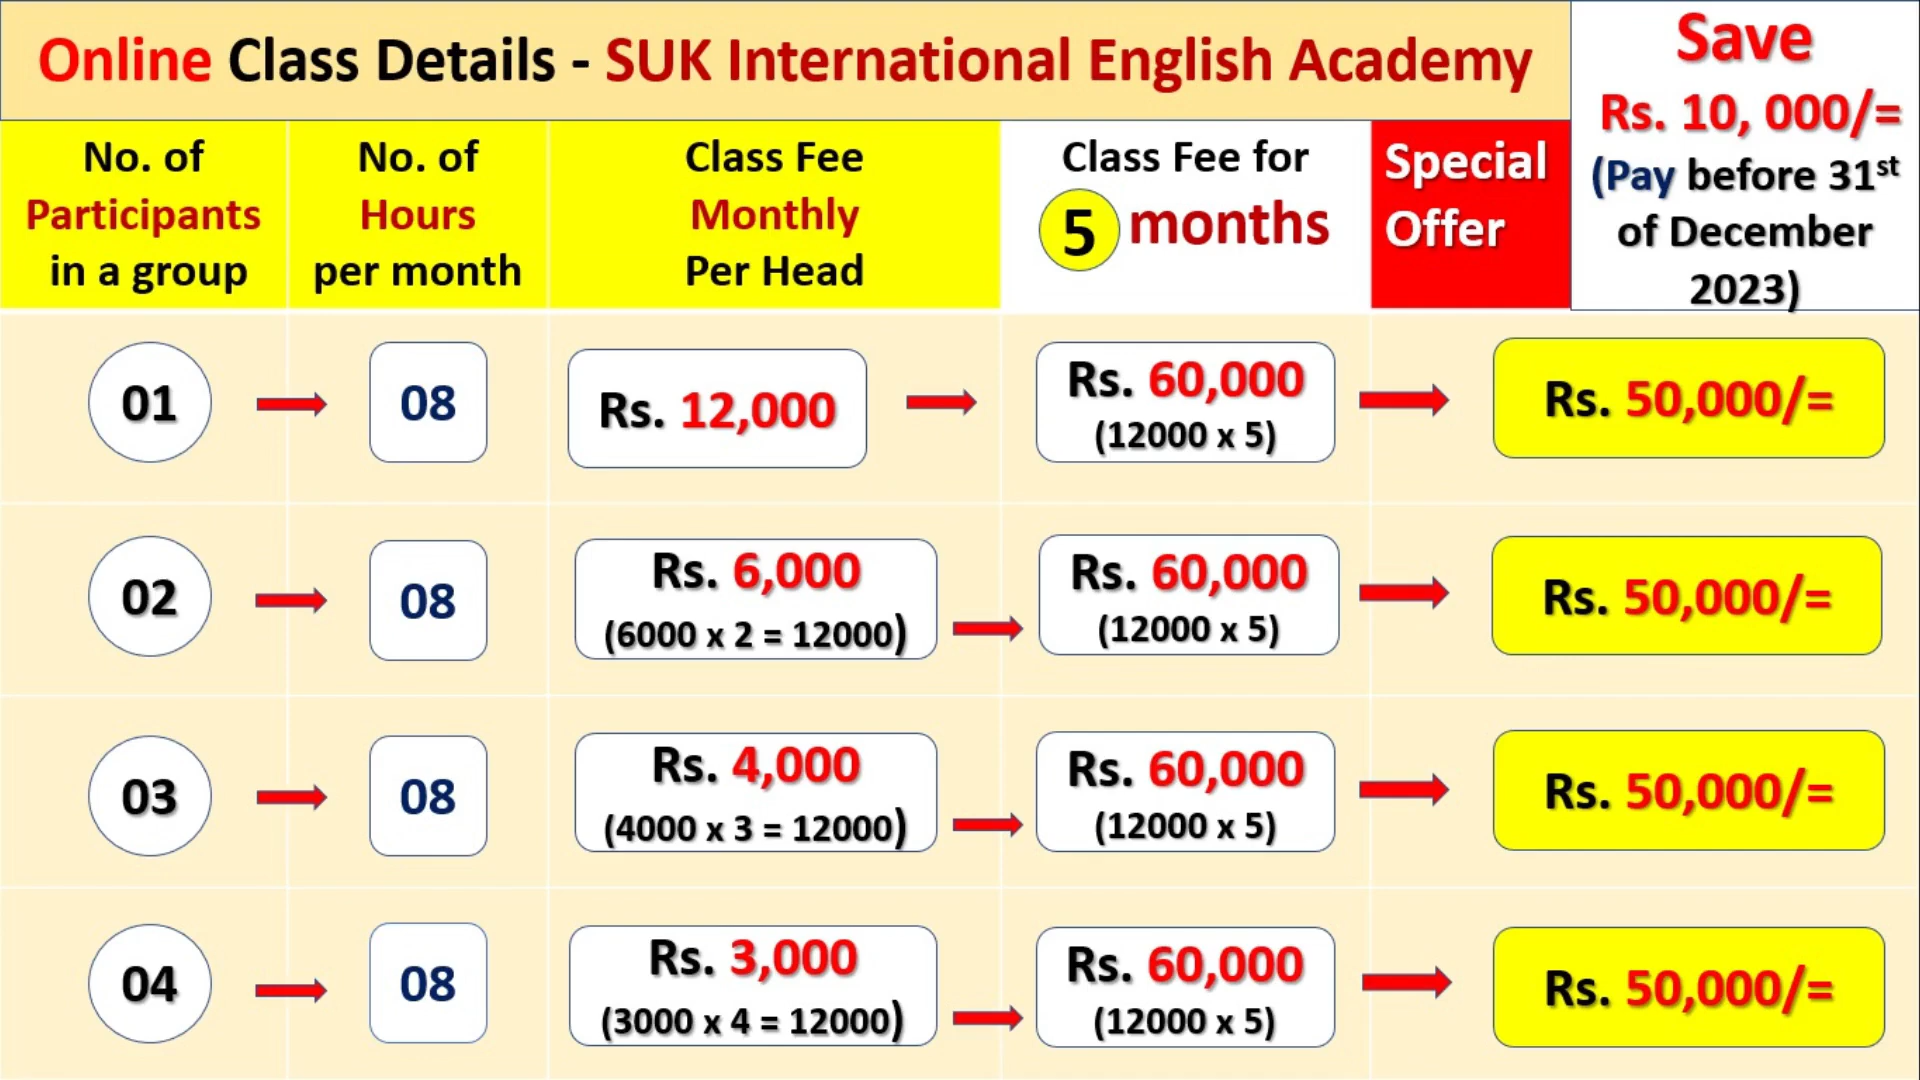 Online Class Details - SUK International English Academy
Save
Rs. 10, 000/=
(Pay before 31st
of December
2023)
No. of
Participants
in a group
No. of
Hours
per month
Class Fee
Monthly
Per Head
Class Fee for
5 months
Special
Offer
01
08
Rs. 12,000
Rs. 60,000
(12000 x 5)
Rs. 50,000/=
02
08
Rs. 6,000
(6000 x 2 = 12000)
Rs. 60,000
(12000 x 5)
Rs. 50,000/=
03
08
Rs. 4,000
(4000 x 3 = 12000)
Rs. 60,000
(12000 x 5)
Rs. 50,000/=
04
08
Rs. 3,000
(3000 x 4 = 12000)
Rs. 60,000
(12000 x 5)
Rs. 50,000/=